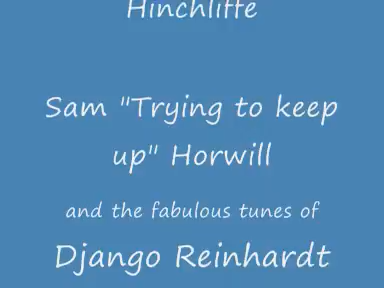 Hinchliffe
Sam "Trying to keep
up" Horwill
and the fabulous tunes of
Django Reinhardt